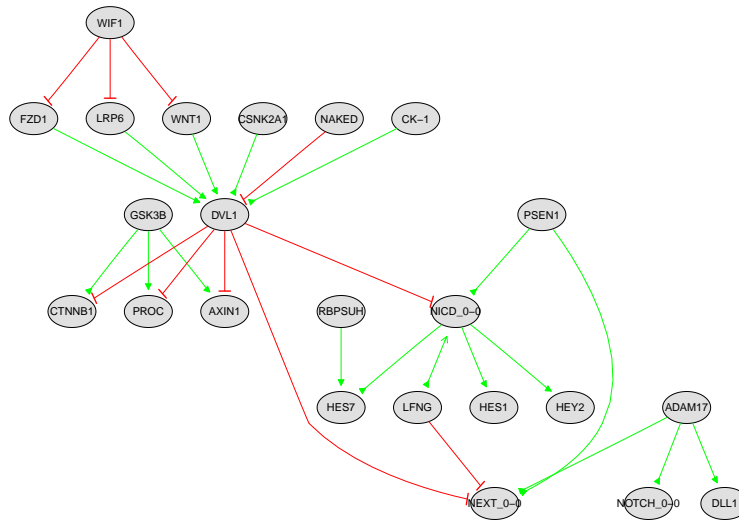 WIF1
FZD1
LRP6
WNT1
CSNK2A1
NAKED
CK−1
GSK3B
DVL1
PSEN1
CTNNB1
PROC
AXIN1
RBPSUH
NICD_0−0
HES7
LFNG
HES1
HEY2
ADAM17
NEXT_0−0
NOTCH_0−0
DLL1